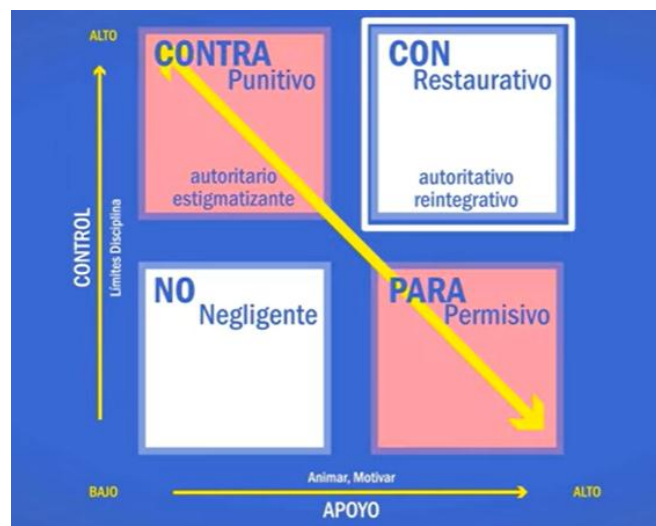 ALTO
CONTRA
Punitivo
autoritario
estigmatizante
CON
Restaurativo
autoritativo
reintegrativo
CONTROL
Límites Disciplina
NO
Negligente
PARA
Permisivo
BAJO
Animar, Motivar
APOYO
ALTO